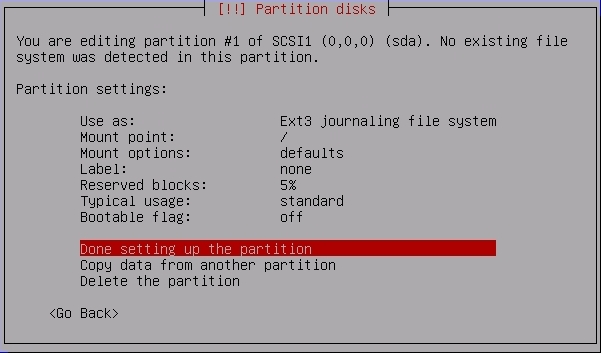 [!!] Partition disks
You are editing partition #1 of SCSI1 (0,0,0) (sda). No existing file
system was detected in this partition.
Partition settings:
Use as: Ext3 journaling file system
Mount point: /
Mount options: defaults
Label: none
Reserved blocks: 5%
Typical usage: standard
Bootable flag: off
Done setting up the partition
Copy data from another partition
Delete the partition
<Go Back>